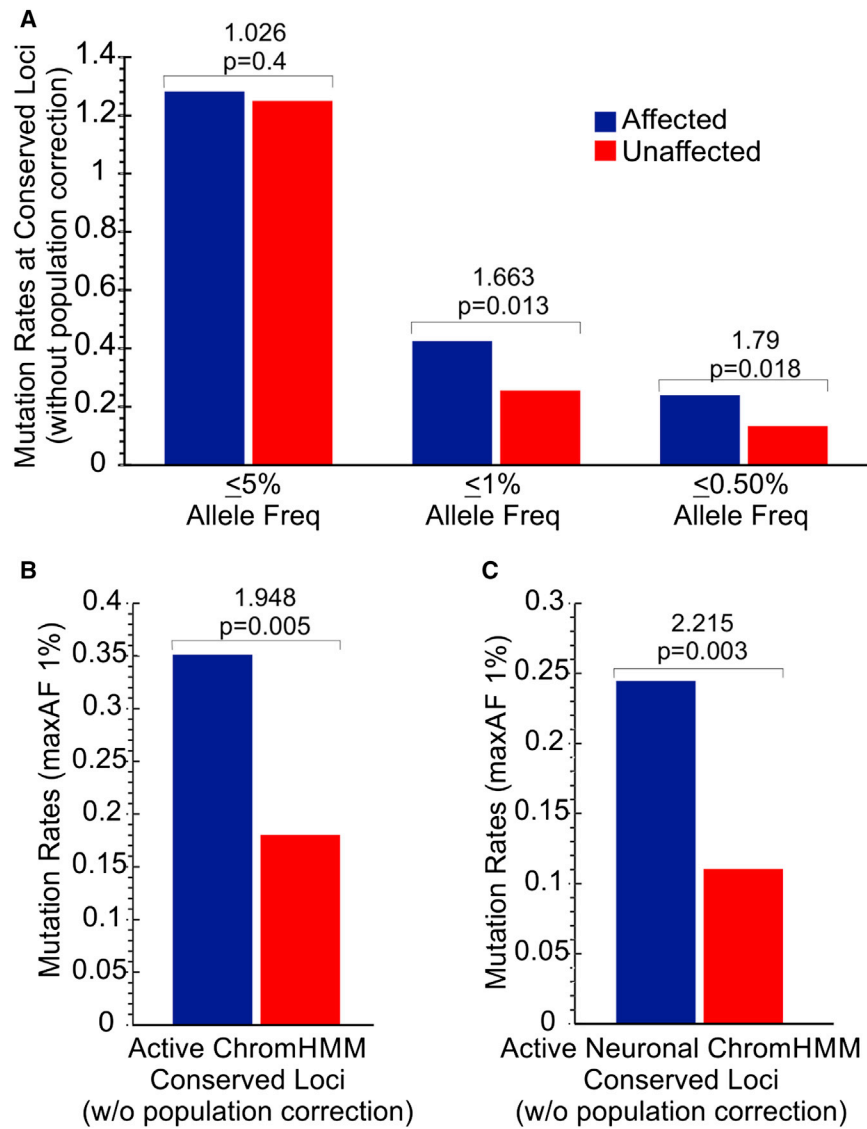 A
Mutation Rates at Conserved Loci
(without population correction)
1.4
1.2
1
0.8
0.6
0.4
0.2
0
1.026
p=0.4
1.663
p=0.013
1.79
p=0.018
Affected
Unaffected
≤5%
Allele Freq
≤1%
Allele Freq
≤0.50%
Allele Freq
B
Mutation Rates (maxAF 1%)
0.4
0.35
0.3
0.25
0.2
0.15
0.1
0.05
0
1.948
p=0.005
Active ChromHMM
Conserved Loci
(w/o population correction)
C
Mutation Rates (maxAF 1%)
0.3
0.25
0.2
0.15
0.1
0.05
0
2.215
p=0.003
Active Neuronal ChromHMM
Conserved Loci
(w/o population correction)